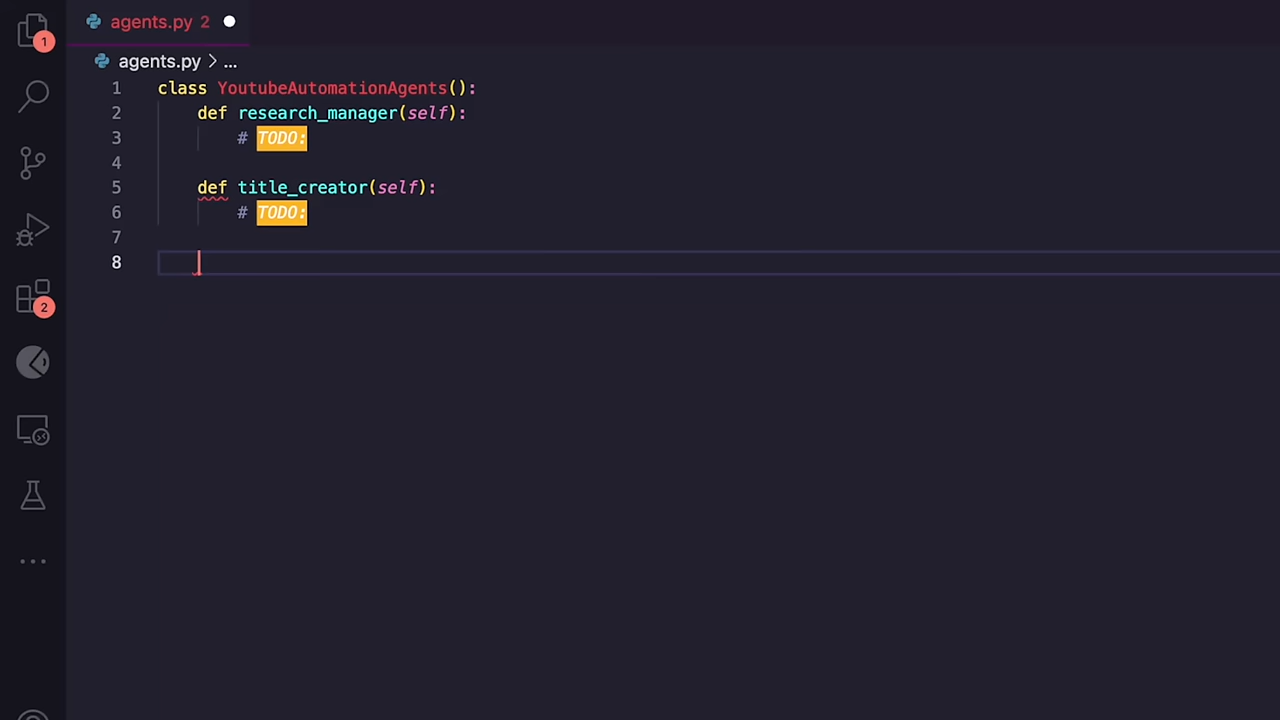 agents.py 2
1
agents.py > ...
1 class YoutubeAutomationAgents():
2 def research_manager(self):
3 # TODO:
4
5 def title_creator(self):
6 # TODO:
7
8
2